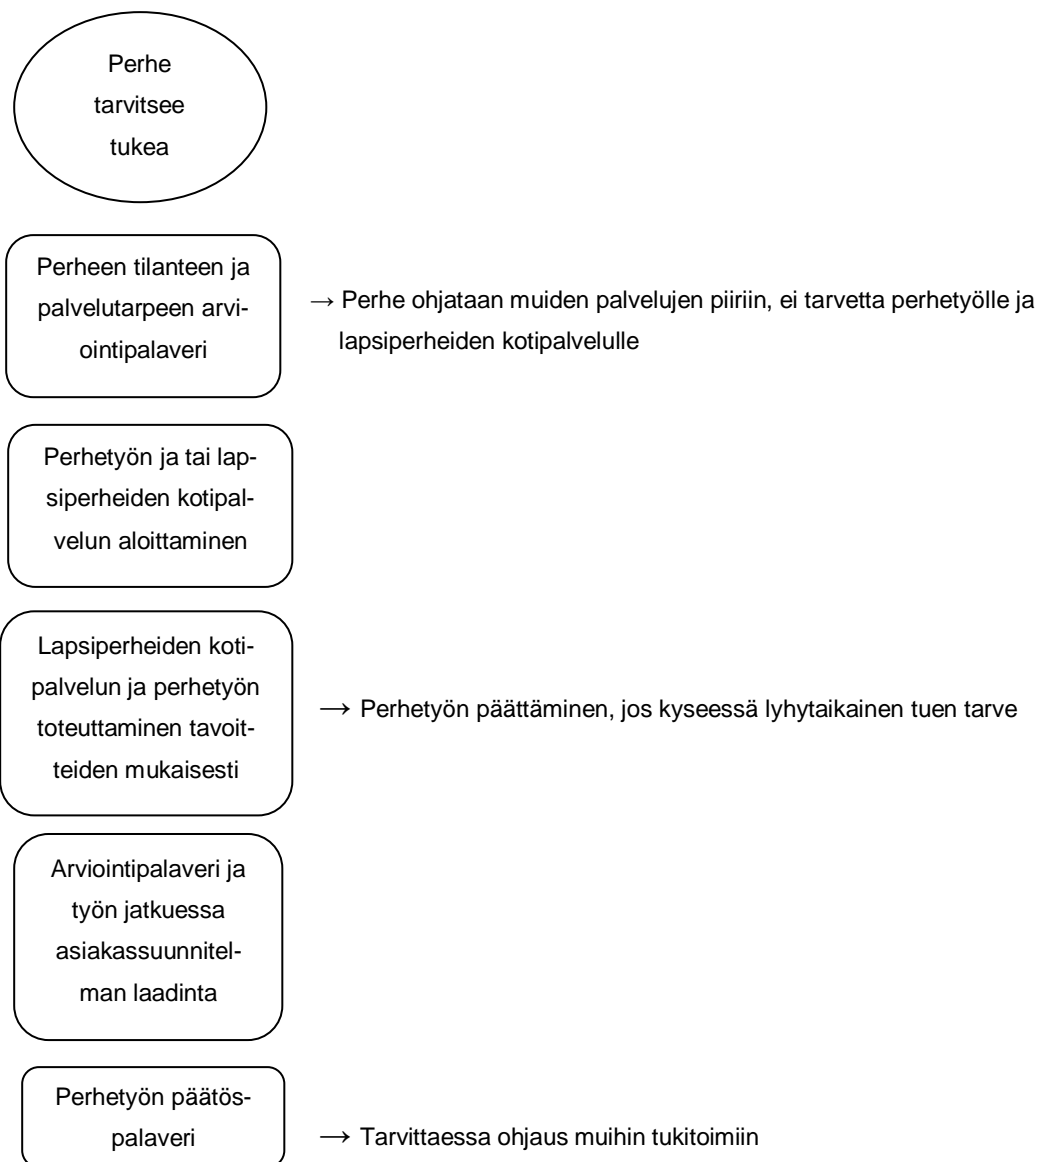 Perhe
tarvitsee
tukea
Perheen tilanteen ja
palvelutarpeen arvi-
ointipalaveri
→ Perhe ohjataan muiden palvelujen piiriin, ei tarvetta perhetyölle ja
lapsiperheiden kotipalvelulle
Perhetyön ja tai lap-
siperheiden kotipal-
velun aloittaminen
Lapsiperheiden koti-
palvelun ja perhetyön
toteuttaminen tavoit-
teiden mukaisesti
→ Perhetyön päättäminen, jos kyseessä lyhytaikainen tuen tarve
Arviointipalaveri ja
työn jatkuessa
asiakassuunnitel-
man laadinta
Perhetyön päätös-
palaveri
→ Tarvittaessa ohjaus muihin tukitoimiin